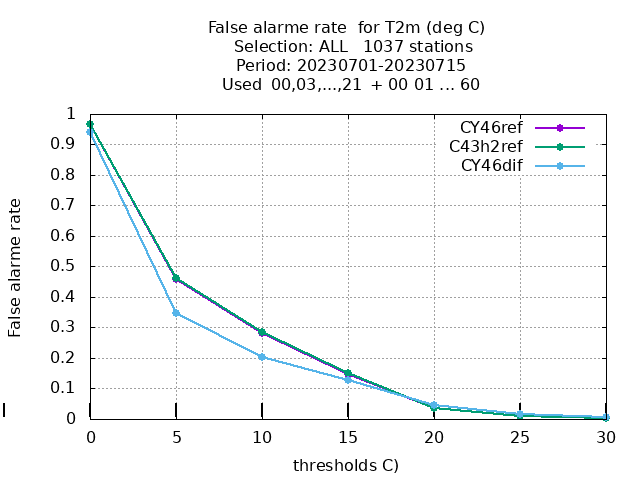 False alarme rate  for T2m (deg C)
Selection: ALL   1037 stations
Period: 20230701-20230715
Used  00,03,...,21  + 00 01 ... 60
CY46ref
C43h2ref
CY46dif
1
0.9
0.8
0.7
0.6
0.5
0.4
0.3
0.2
0.1
0
False alarme rate
0 5 10 15 20 25 30
thresholds C)